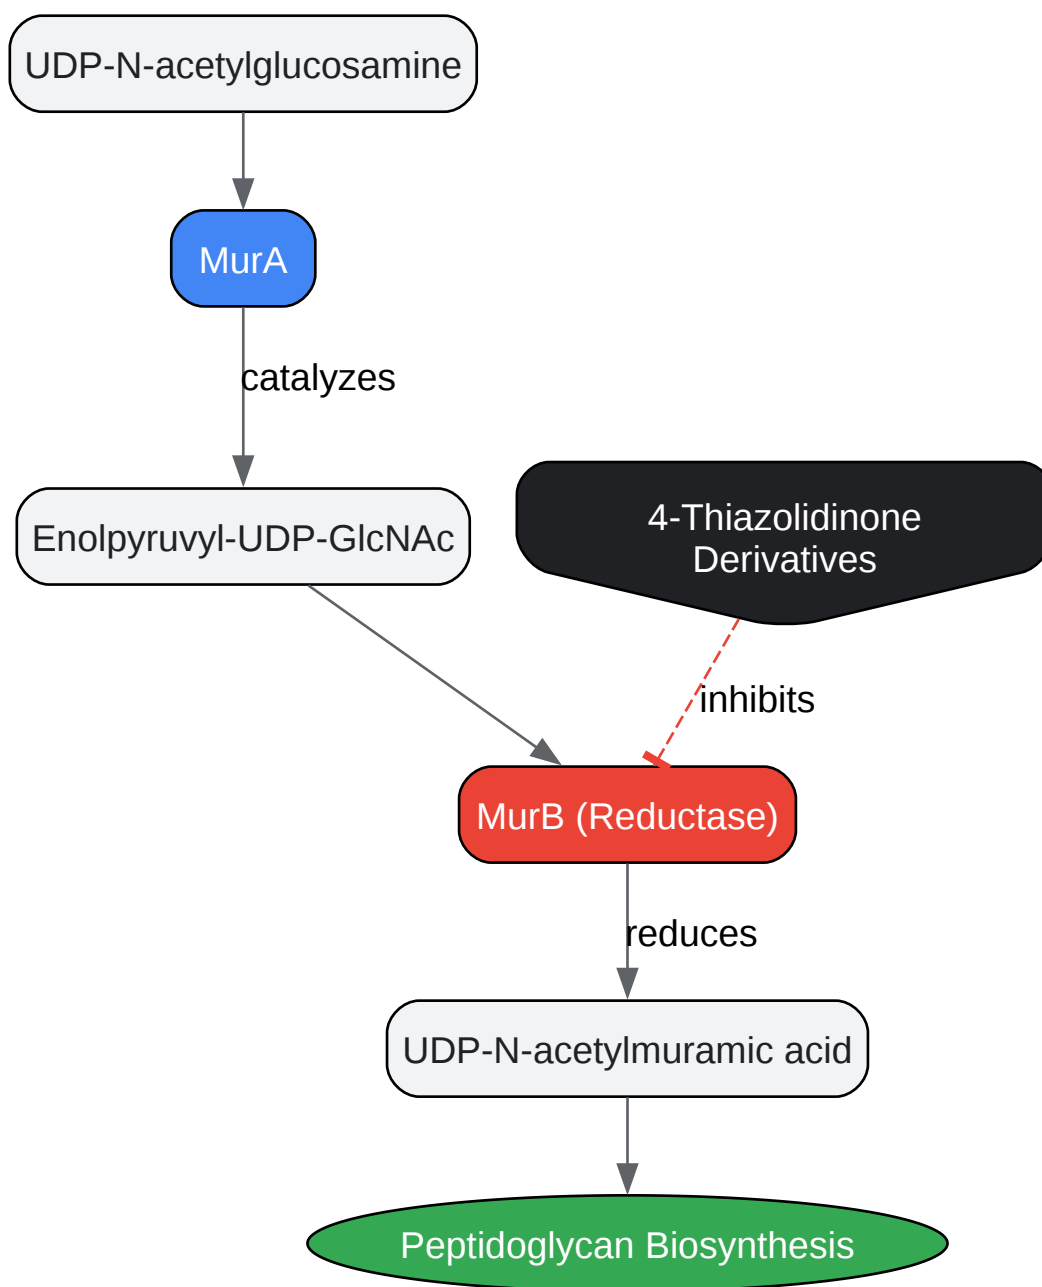 UDP-N-acetylglucosamine
MurA
catalyzes
Enolpyruvyl-UDP-GlcNAc
4-Thiazolidinone
Derivatives
inhibits
MurB (Reductase)
reduces
UDP-N-acetylmuramic acid
Peptidoglycan Biosynthesis